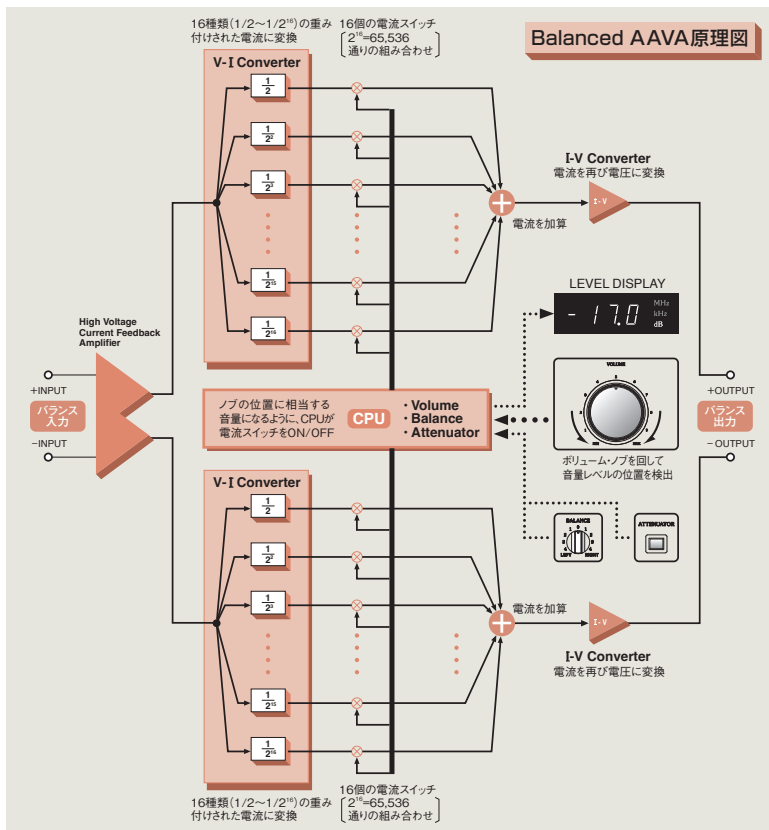 Balanced AAVA原理図
16種類(1/2～1/2¹⁶)の重み
付けされた電流に変換
16個の電流スイッチ
2¹⁶=65,536
通りの組み合わせ
V-I Converter
1/2
1/2²
1/2³
1/2¹⁵
1/2¹⁶
I-V Converter
電流を再び電圧に変換
I-V
電流を加算
LEVEL DISPLAY
- 17.0
MHz
kHz
dB
High Voltage
Current Feedback
Amplifier
+INPUT
バランス
入力
-INPUT
ノブの位置に相当する
音量になるように、CPUが
電流スイッチをON/OFF
CPU
・Volume
・Balance
・Attenuator
VOLUME
ボリューム・ノブを回して
音量レベルの位置を検出
+OUTPUT
バランス
出力
- OUTPUT
BALANCE
LEFT
RIGHT
ATTENUATOR
V-I Converter
1/2
1/2²
1/2³
1/2¹⁵
1/2¹⁶
電流を加算
I-V
I-V Converter
電流を再び電圧に変換
16種類(1/2～1/2¹⁶)の重み
付けされた電流に変換
16個の電流スイッチ
2¹⁶=65,536
通りの組み合わせ